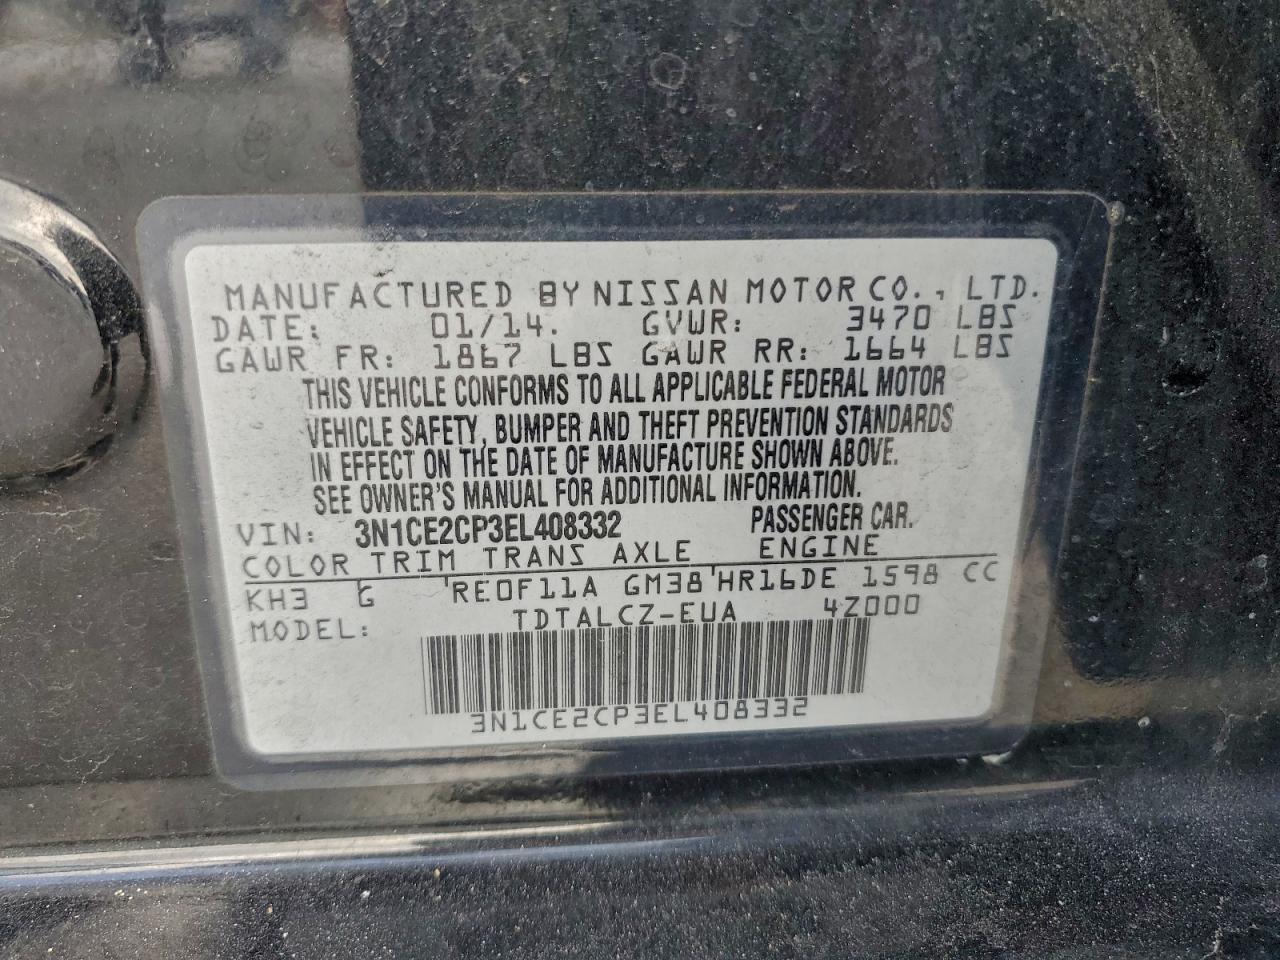 MANUFACTURED BY NISSAN MOTOR CO., LTD.
DATE: 01/14. GVWR: 3470 LBS
GAWR FR: 1867 LBS GAWR RR: 1664 LBS
THIS VEHICLE CONFORMS TO ALL APPLICABLE FEDERAL MOTOR
VEHICLE SAFETY, BUMPER AND THEFT PREVENTION STANDARDS
IN EFFECT ON THE DATE OF MANUFACTURE SHOWN ABOVE.
SEE OWNER'S MANUAL FOR ADDITIONAL INFORMATION.
VIN: 3N1CE2CP3EL408332 PASSENGER CAR.
COLOR TRIM TRANS AXLE ENGINE
KH3 G RE0F11A GM38 HR16DE 1598 CC
MODEL: TDTALCZ-EUA 4Z000
3N1CE2CP3EL408332